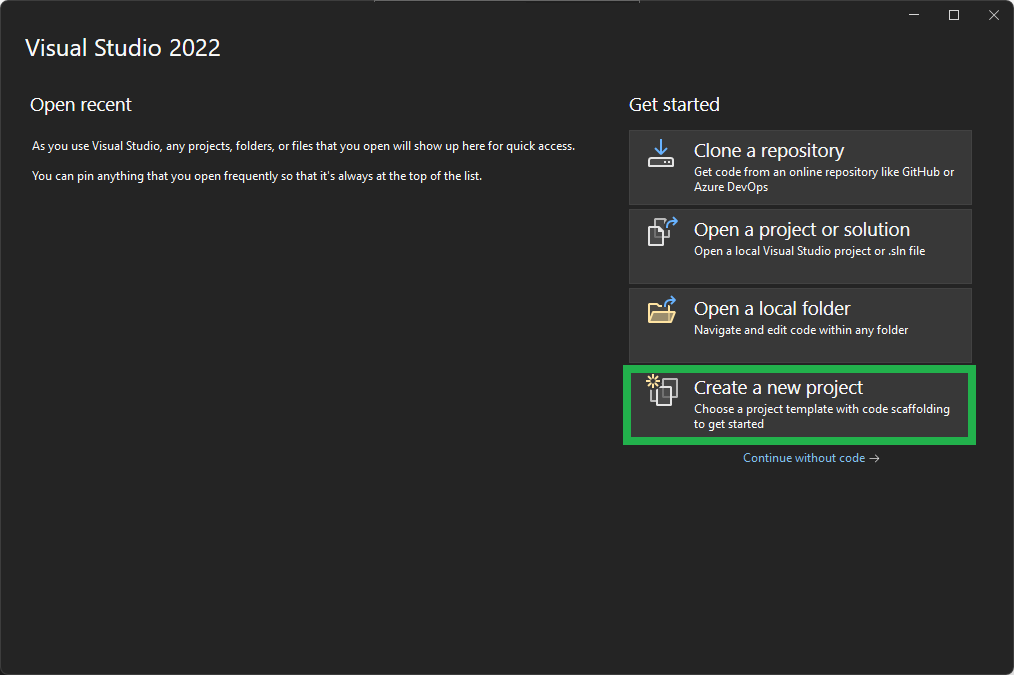 Visual Studio 2022
Open recent
As you use Visual Studio, any projects, folders, or files that you open will show up here for quick access.
You can pin anything that you open frequently so that it's always at the top of the list.
Get started
Clone a repository
Get code from an online repository like GitHub or
Azure DevOps
Open a project or solution
Open a local Visual Studio project or .sln file
Open a local folder
Navigate and edit code within any folder
Create a new project
Choose a project template with code scaffolding
to get started
Continue without code →